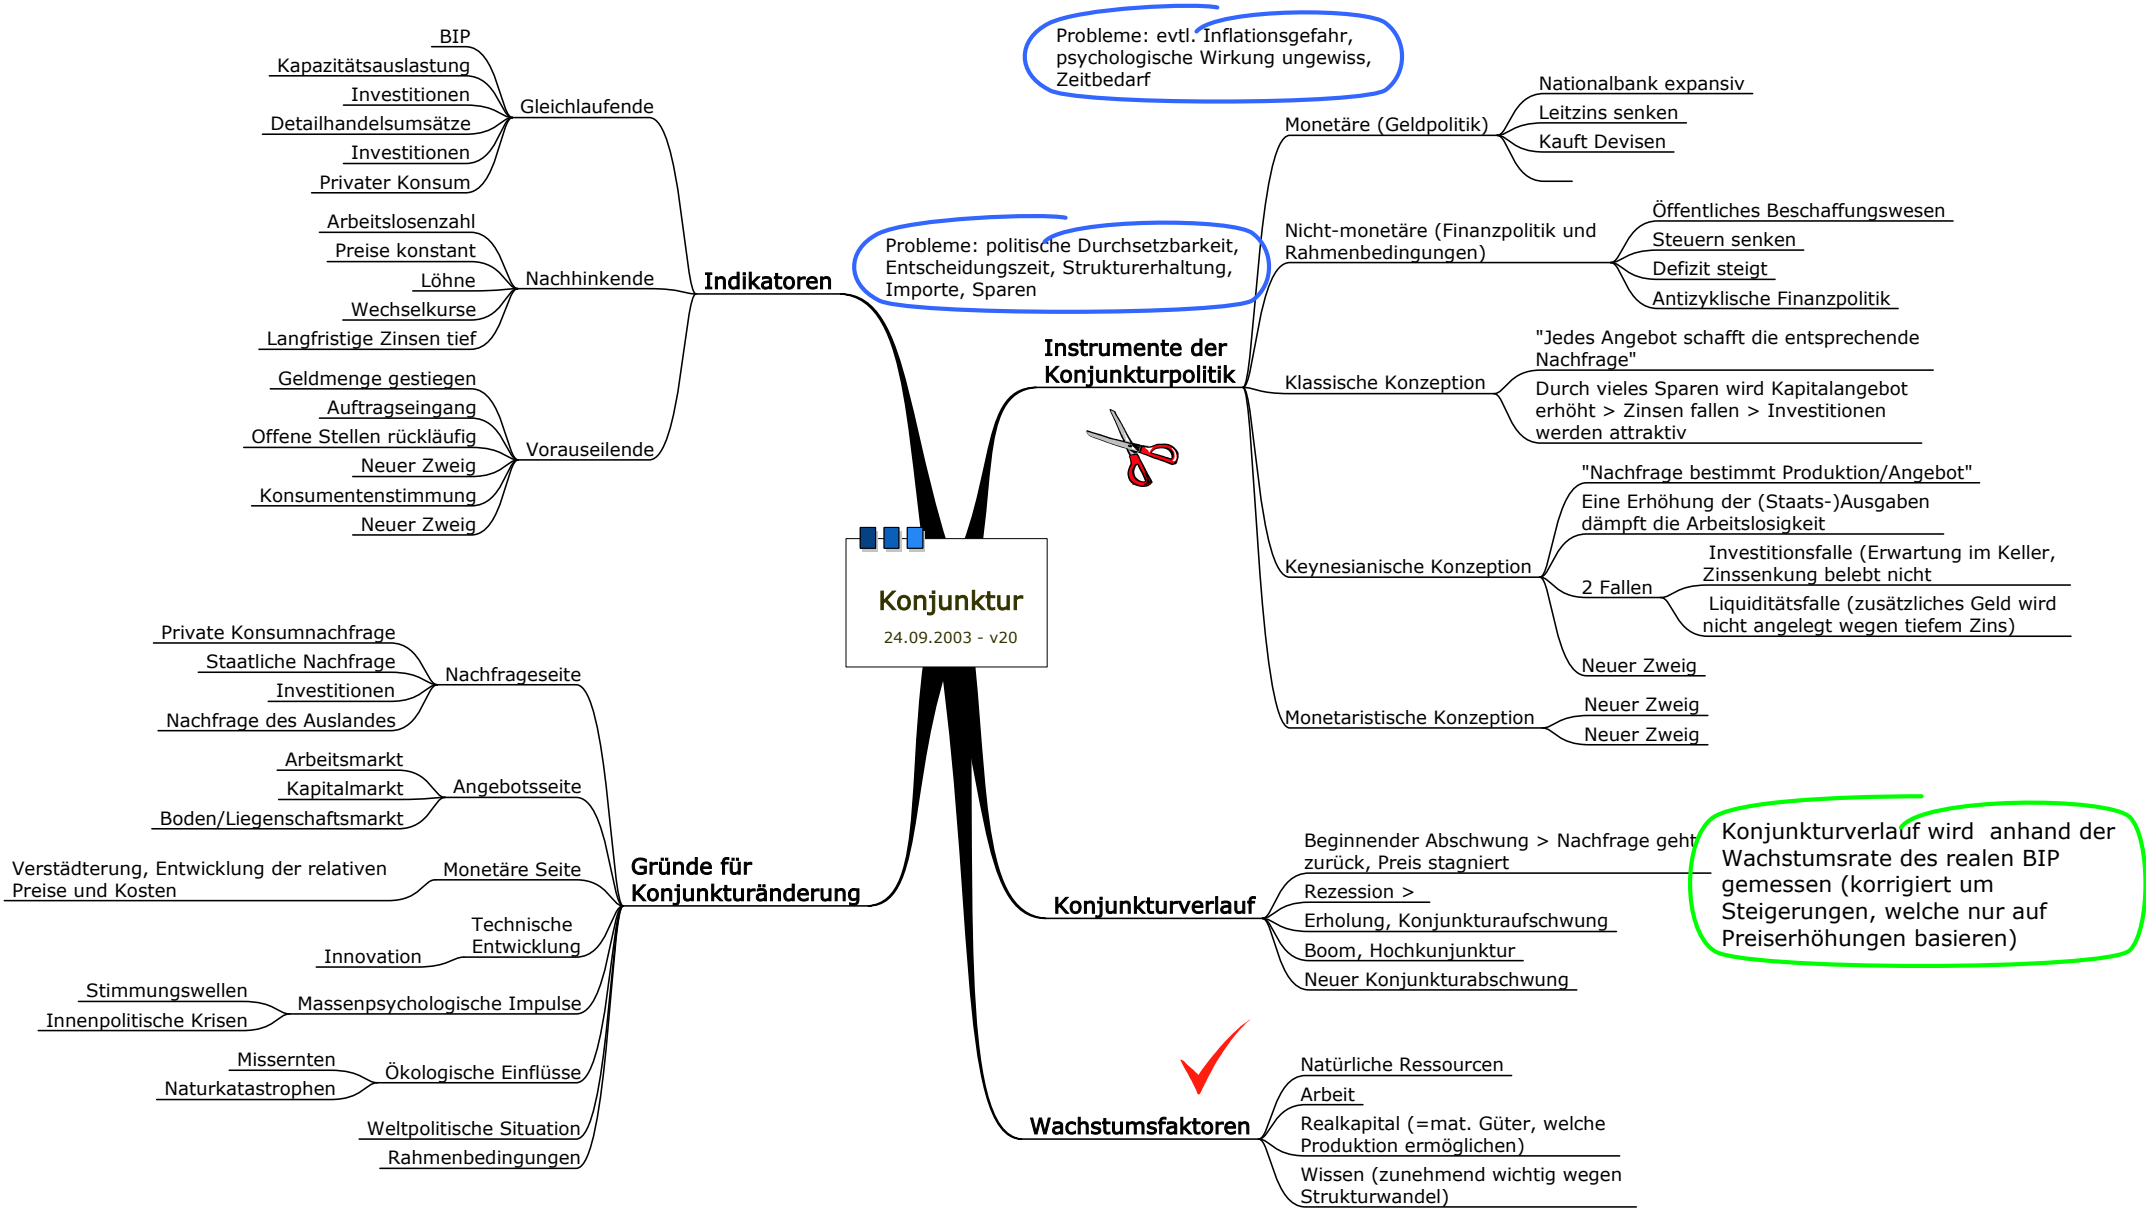 Konjunktur
24.09.2003 - v20
Probleme: evtl. Inflationsgefahr,
psychologische Wirkung ungewiss,
Zeitbedarf
Probleme: politische Durchsetzbarkeit,
Entscheidungszeit, Strukturerhaltung,
Importe, Sparen
Instrumente der
Konjunkturpolitik
Monetäre (Geldpolitik)
Nationalbank expansiv
Leitzins senken
Kauft Devisen
Nicht-monetäre (Finanzpolitik und
Rahmenbedingungen)
Öffentliches Beschaffungswesen
Steuern senken
Defizit steigt
Antizyklische Finanzpolitik
Klassische Konzeption
"Jedes Angebot schafft die entsprechende
Nachfrage"
Durch vieles Sparen wird Kapitalangebot
erhöht > Zinsen fallen > Investitionen
werden attraktiv
Keynesianische Konzeption
"Nachfrage bestimmt Produktion/Angebot"
Eine Erhöhung der (Staats-)Ausgaben
dämpft die Arbeitslosigkeit
2 Fallen
Investitionsfalle (Erwartung im Keller,
Zinssenkung belebt nicht
Liquiditätsfalle (zusätzliches Geld wird
nicht angelegt wegen tiefem Zins)
Neuer Zweig
Monetaristische Konzeption
Neuer Zweig
Neuer Zweig
Konjunkturverlauf
Beginnender Abschwung > Nachfrage geht
zurück, Preis stagniert
Rezession >
Erholung, Konjunkturaufschwung
Boom, Hochkunjunktur
Neuer Konjunkturabschwung
Konjunkturverlauf wird anhand der
Wachstumsrate des realen BIP
gemessen (korrigiert um
Steigerungen, welche nur auf
Preiserhöhungen basieren)
Wachstumsfaktoren
Natürliche Ressourcen
Arbeit
Realkapital (=mat. Güter, welche
Produktion ermöglichen)
Wissen (zunehmend wichtig wegen
Strukturwandel)
Indikatoren
Gleichlaufende
BIP
Kapazitätsauslastung
Investitionen
Detailhandelsumsätze
Investitionen
Privater Konsum
Nachhinkende
Arbeitslosenzahl
Preise konstant
Löhne
Wechselkurse
Langfristige Zinsen tief
Vorauseilende
Geldmenge gestiegen
Auftragseingang
Offene Stellen rückläufig
Neuer Zweig
Konsumentenstimmung
Neuer Zweig
Gründe für
Konjunkturänderung
Nachfrageseite
Private Konsumnachfrage
Staatliche Nachfrage
Investitionen
Nachfrage des Auslandes
Angebotsseite
Arbeitsmarkt
Kapitalmarkt
Boden/Liegenschaftsmarkt
Monetäre Seite
Verstädterung, Entwicklung der relativen
Preise und Kosten
Technische
Entwicklung
Innovation
Massenpsychologische Impulse
Stimmungswellen
Innenpolitische Krisen
Ökologische Einflüsse
Missernten
Naturkatastrophen
Weltpolitische Situation
Rahmenbedingungen